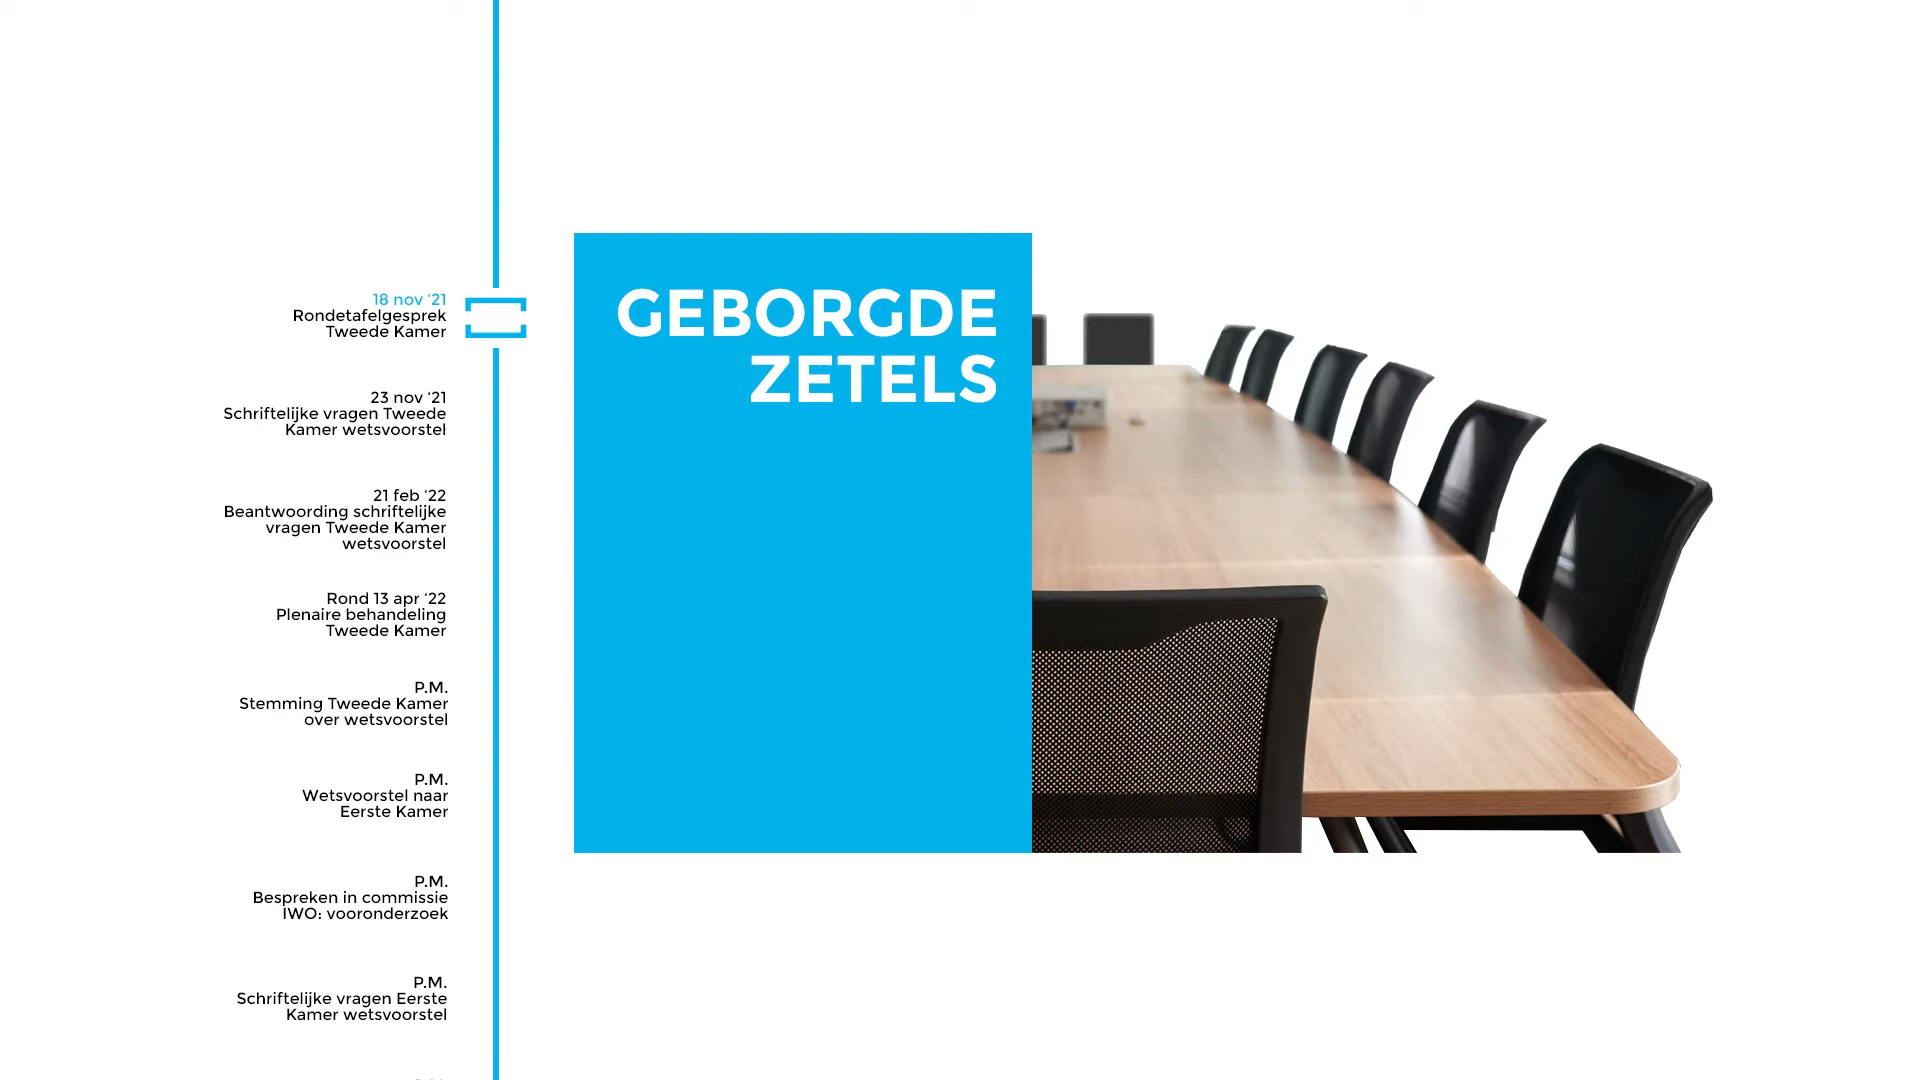 18 nov ‘21
Rondetafelgesprek
Tweede Kamer
23 nov ‘21
Schriftelijke vragen Tweede
Kamer wetsvoorstel
21 feb ‘22
Beantwoording schriftelijke
vragen Tweede Kamer
wetsvoorstel
Rond 13 apr ‘22
Plenaire behandeling
Tweede Kamer
P.M.
Stemming Tweede Kamer
over wetsvoorstel
P.M.
Wetsvoorstel naar
Eerste Kamer
P.M.
Bespreken in commissie
IWO: vooronderzoek
P.M.
Schriftelijke vragen Eerste
Kamer wetsvoorstel
GEBORGDE
ZETELS